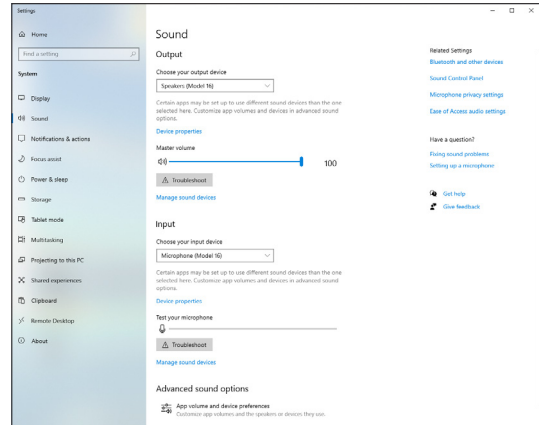 Settings
Home
Find a setting
System
Display
Sound
Notifications & actions
Focus assist
Power & sleep
Storage
Tablet mode
Multitasking
Projecting to this PC
Shared experiences
Clipboard
Remote Desktop
About
Sound
Output
Choose your output device
Speakers (Model 16)
Certain apps may be set up to use different sound devices than the one
selected here. Customize app volumes and devices in advanced sound
options.
Device properties
Master volume
100
Troubleshoot
Manage sound devices
Input
Choose your input device
Microphone (Model 16)
Certain apps may be set up to use different sound devices than the one
selected here. Customize app volumes and devices in advanced sound
options.
Device properties
Test your microphone
Troubleshoot
Manage sound devices
Advanced sound options
App volume and device preferences
Customize app volumes and the speakers or devices they use.
Related Settings
Bluetooth and other devices
Sound Control Panel
Microphone privacy settings
Ease of Access audio settings
Have a question?
Fixing sound problems
Setting up a microphone
Get help
Give feedback